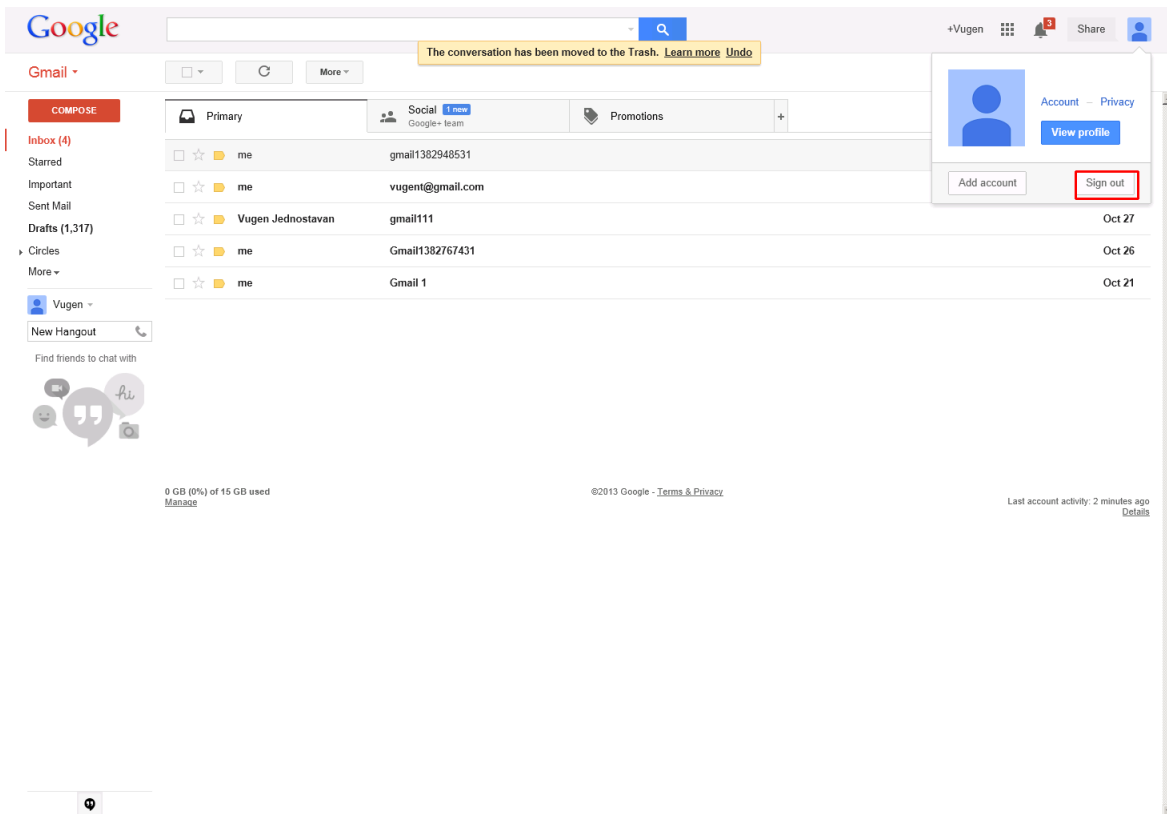 Google
+Vugen
3
Share
The conversation has been moved to the Trash. Learn more Undo
Gmail
More
Account – Privacy
View profile
Add account
Sign out
COMPOSE
Inbox (4)
Starred
Important
Sent Mail
Drafts (1,317)
Circles
More
Vugen
New Hangout
Find friends to chat with
hi
Primary
Social 1 new
Google+ team
Promotions
+
me gmail1382948531
me vugent@gmail.com
Vugen Jednostavan gmail111 Oct 27
me Gmail1382767431 Oct 26
me Gmail 1 Oct 21
0 GB (0%) of 15 GB used
Manage
©2013 Google - Terms & Privacy
Last account activity: 2 minutes ago
Details